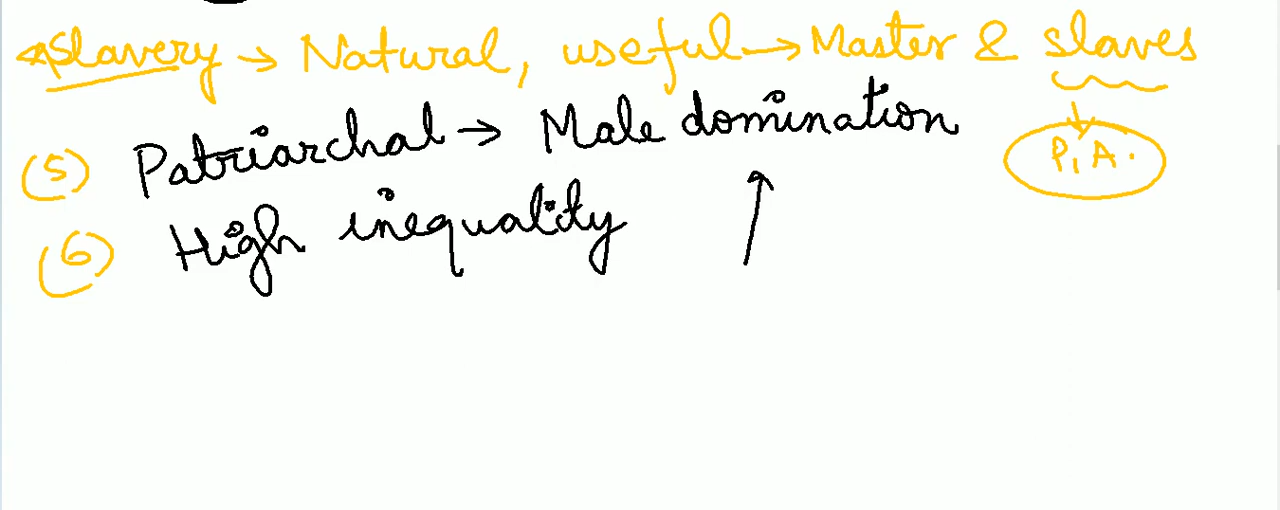 Slavery → Natural, useful → Master & slaves
(5) Patriarchal → Male domination
P, A.
(6) High inequality ↑